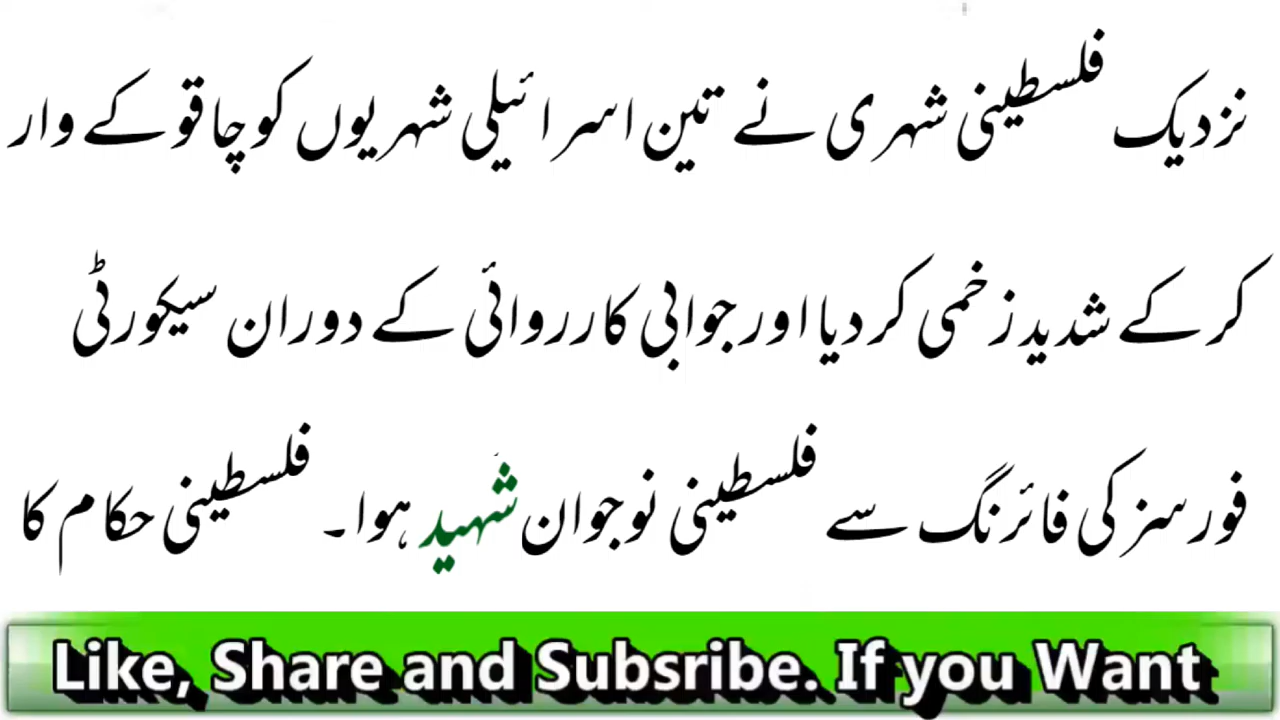 نزدیک فلسطینی شہری نے تین اسرائیلی شہریوں کو چاقو کے وار
کر کے شدید زخمی کر دیا اور جوابی کارروائی کے دوران سیکورٹی
فورسز کی فائرنگ سے فلسطینی نوجوان شہید ہوا۔ فلسطینی حکام کا
Like, Share and Subsribe. If you Want